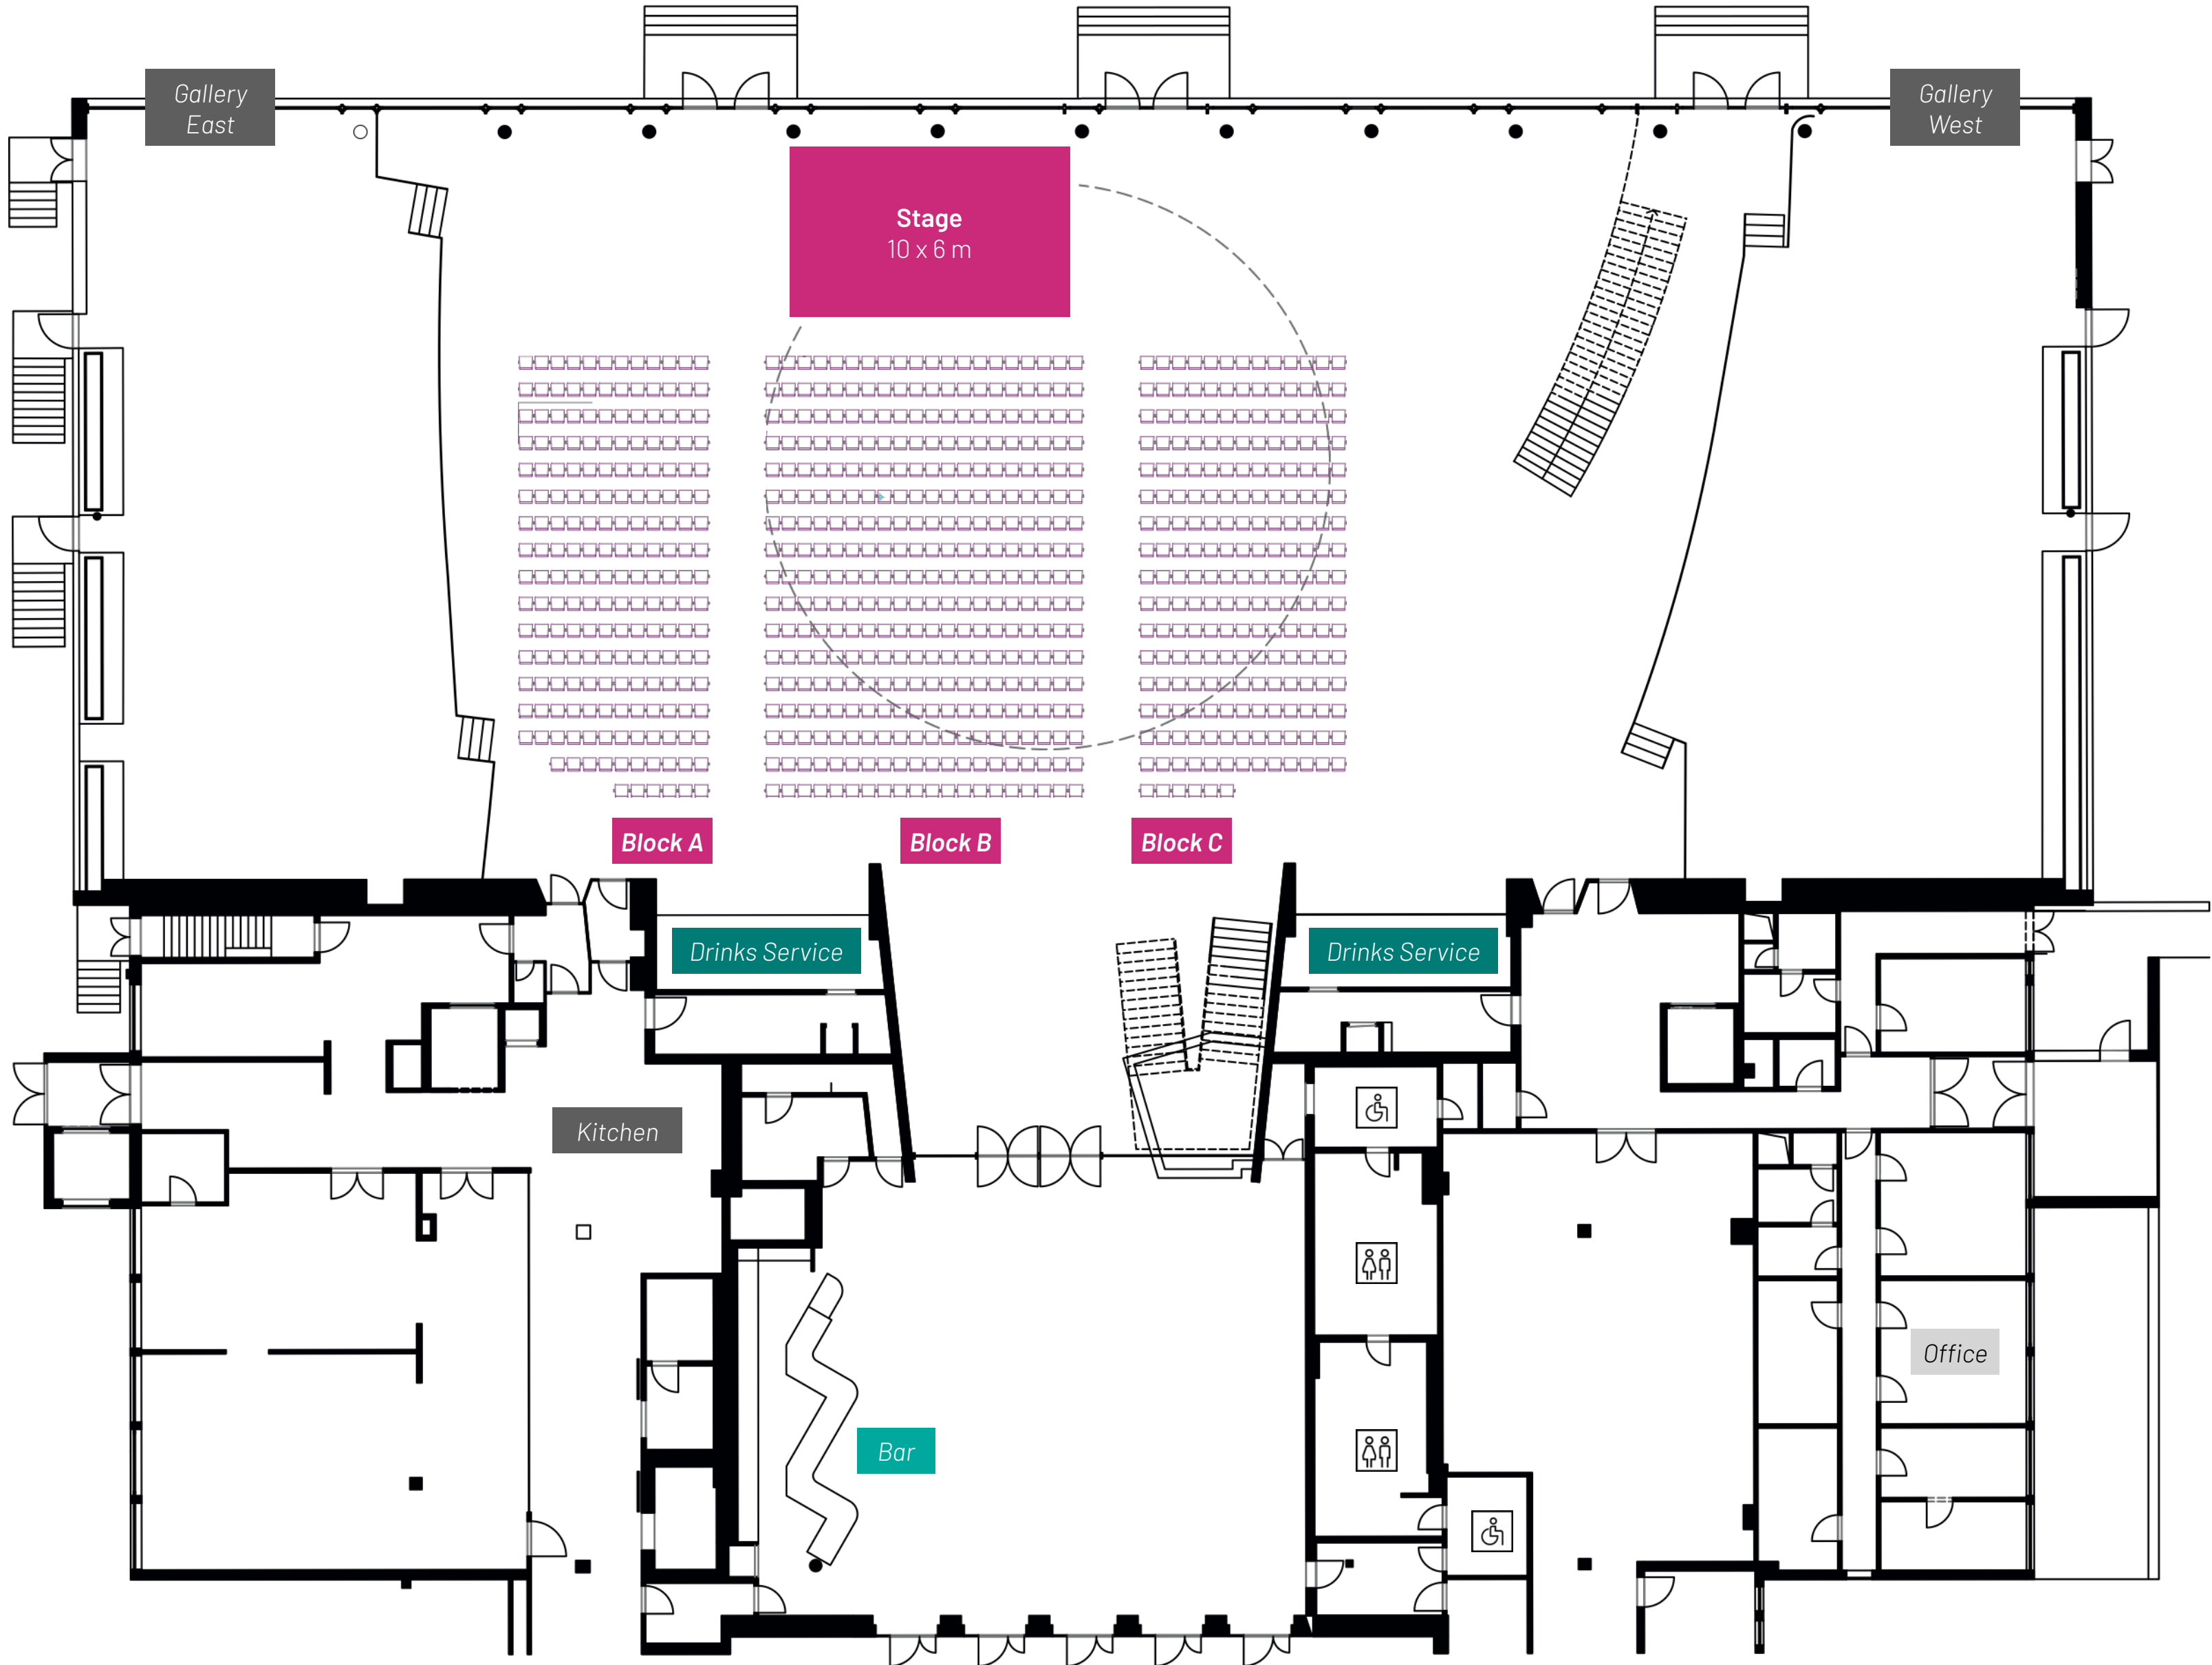 Gallery
East
Gallery
West
Stage
10 x 6 m
Block A
Block B
Block C
Drinks Service
Drinks Service
Kitchen
Office
Bar